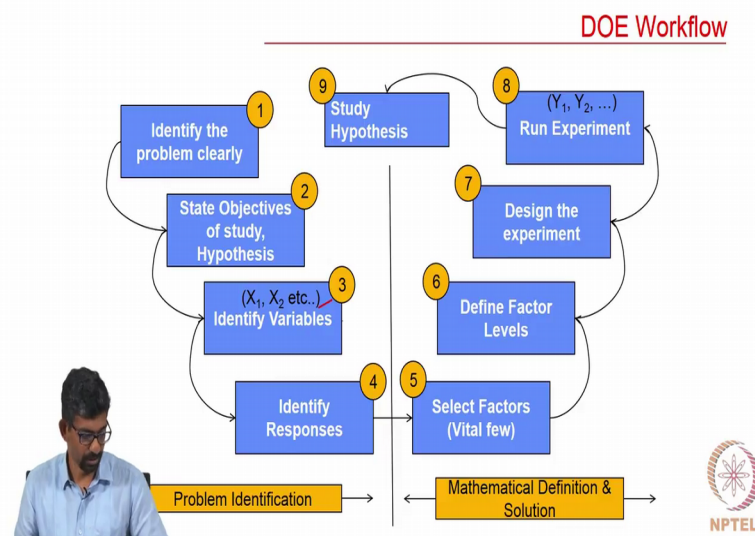 DOE Workflow
1
Identify the
problem clearly
2
State Objectives
of study,
Hypothesis
3
(X₁, X₂ etc..)
Identify Variables
4
Identify
Responses
5
Select Factors
(Vital few)
6
Define Factor
Levels
7
Design the
experiment
8
(Y₁, Y₂, ...)
Run Experiment
9
Study
Hypothesis
Problem Identification
Mathematical Definition &
Solution
NPTEL